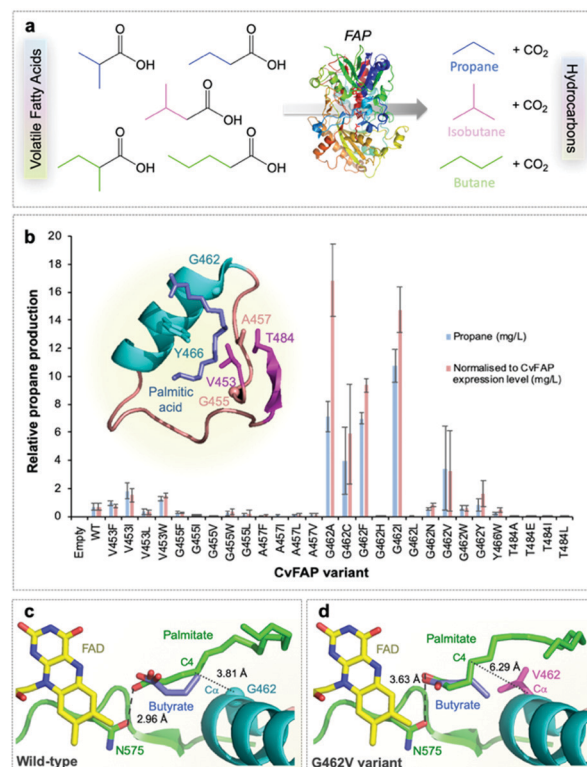 a
Volatile Fatty Acids
O
OH
O
OH
O
OH
O
OH
O
OH
FAP
Propane
+ CO2
Isobutane
+ CO2
Butane
+ CO2
Hydrocarbons
b
Relative propane production
20
18
16
14
12
10
8
6
4
2
0
G462
A457
T484
Y466
V453
Palmitic
acid
G455
Propane (mg/L)
Normalised to CvFAP
expression level (mg/L)
Empty
WT
V453F
V453I
V453L
V453W
G455F
G455I
G455V
G455W
G455L
A457F
A457I
A457L
A457V
G462A
G462C
G462F
G462H
G462I
G462L
G462N
G462V
G462W
G462Y
Y466W
T484A
T484E
T484I
T484L
CvFAP variant
c
FAD
Palmitate
C4
3.81 Å
Cα
G462
Butyrate
2.96 Å
N575
Wild-type
d
FAD
Palmitate
C4
6.29 Å
V462
3.63 Å
Cα
Butyrate
N575
G462V variant